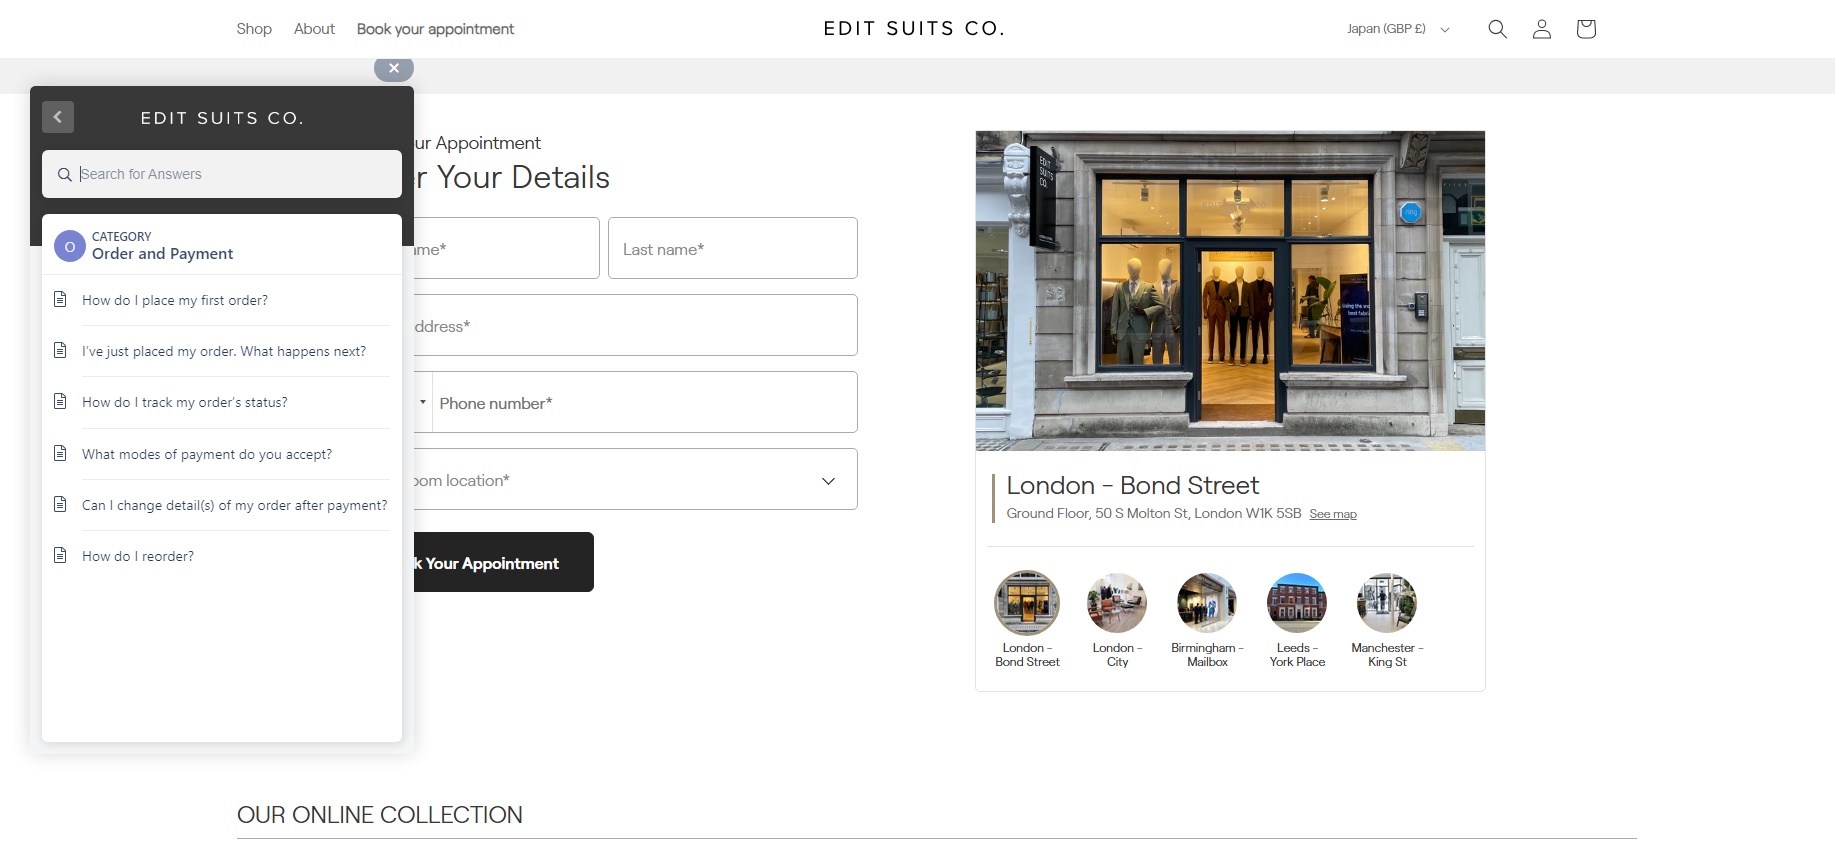 Shop About Book your appointment
EDIT SUITS CO.
Japan (GBP £)
EDIT SUITS CO.
Search for Answers
O
CATEGORY
Order and Payment
How do I place my first order?
I've just placed my order. What happens next?
How do I track my order's status?
What modes of payment do you accept?
Can I change detail(s) of my order after payment?
How do I reorder?
ur Appointment
r Your Details
ame*
Last name*
ddress*
Phone number*
oom location*
k Your Appointment
EDIT
SUITS
CO.
ring
London - Bond Street
Ground Floor, 50 S Molton St, London W1K 5SB See map
London -
Bond Street
London -
City
Birmingham -
Mailbox
Leeds -
York Place
Manchester -
King St
OUR ONLINE COLLECTION